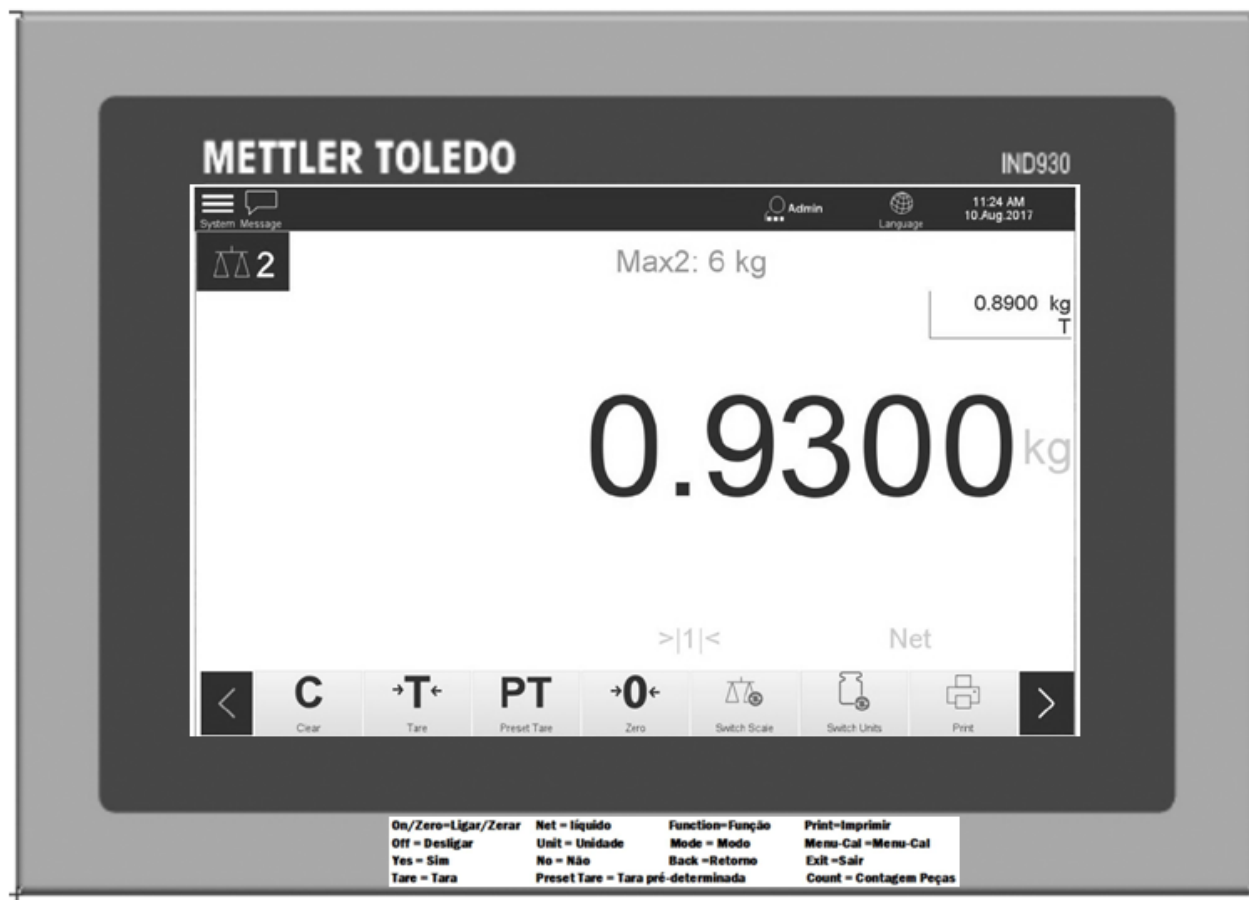 METTLER TOLEDO
IND930
System Message
Admin
Language
11:24 AM
10.Aug.2017
2
Max2: 6 kg
0.8900 kg
T
0.9300 kg
>|1|<
Net
< C →T← PT →0← >
Clear Tare Preset Tare Zero Switch Scale Switch Units Print
On/Zero=Ligar/Zerar Net = líquido Function=Função Print=Imprimir
Off = Desligar Unit = Unidade Mode = Modo Menu-Cal =Menu-Cal
Yes = Sim No = Não Back =Retorno Exit =Sair
Tare = Tara Preset Tare = Tara pré-determinada Count = Contagem Peças